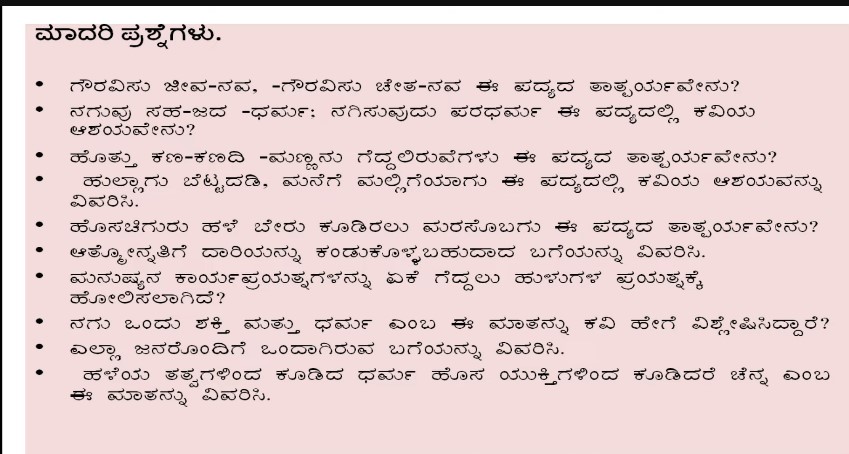 ಮಾದರಿ ಪ್ರಶ್ನೆಗಳು.
• ಗೌರವಿಸು ಜೀವ-ನವ, -ಗೌರವಿಸು ಚೇತ-ನವ ಈ ಪದ್ಯದ ತಾತ್ಪರ್ಯವೇನು?
• ನಗುವು ಸಹ-ಜದ -ಧರ್ಮ; ನಗಿಸುವುದು ಪರಧರ್ಮ ಈ ಪದ್ಯದಲ್ಲಿ ಕವಿಯ
ಆಶಯವೇನು?
• ಹೊತ್ತು ಕಣ-ಕಣದಿ -ಮಣ್ಣನು ಗೆದ್ದಲಿರುವೆಗಳು ಈ ಪದ್ಯದ ತಾತ್ಪರ್ಯವೇನು?
• ಹುಲ್ಲಾಗು ಬೆಟ್ಟದಡಿ, ಮನೆಗೆ ಮಲ್ಲಿಗೆಯಾಗು ಈ ಪದ್ಯದಲ್ಲಿ ಕವಿಯ ಆಶಯವನ್ನು
ವಿವರಿಸಿ.
• ಹೊಸಚಿಗುರು ಹಳೆ ಬೇರು ಕೂಡಿರಲು ಮರಸೊಬಗು ಈ ಪದ್ಯದ ತಾತ್ಪರ್ಯವೇನು?
• ಆತ್ಮೋನ್ನತಿಗೆ ದಾರಿಯನ್ನು ಕಂಡುಕೊಳ್ಳಬಹುದಾದ ಬಗೆಯನ್ನು ವಿವರಿಸಿ.
• ಮನುಷ್ಯನ ಕಾರ್ಯಪ್ರಯತ್ನಗಳನ್ನು ಏಕೆ ಗೆದ್ದಲು ಹುಳುಗಳ ಪ್ರಯತ್ನಕ್ಕೆ
ಹೋಲಿಸಲಾಗಿದೆ?
• ನಗು ಒಂದು ಶಕ್ತಿ ಮತ್ತು ಧರ್ಮ ಎಂಬ ಈ ಮಾತನ್ನು ಕವಿ ಹೇಗೆ ವಿಶ್ಲೇಷಿಸಿದ್ದಾರೆ?
• ಎಲ್ಲಾ ಜನರೊಂದಿಗೆ ಒಂದಾಗಿರುವ ಬಗೆಯನ್ನು ವಿವರಿಸಿ.
• ಹಳೆಯ ತತ್ವಗಳಿಂದ ಕೂಡಿದ ಧರ್ಮ ಹೊಸ ಯುಕ್ತಿಗಳಿಂದ ಕೂಡಿದರೆ ಚೆನ್ನ ಎಂಬ
ಈ ಮಾತನ್ನು ವಿವರಿಸಿ.